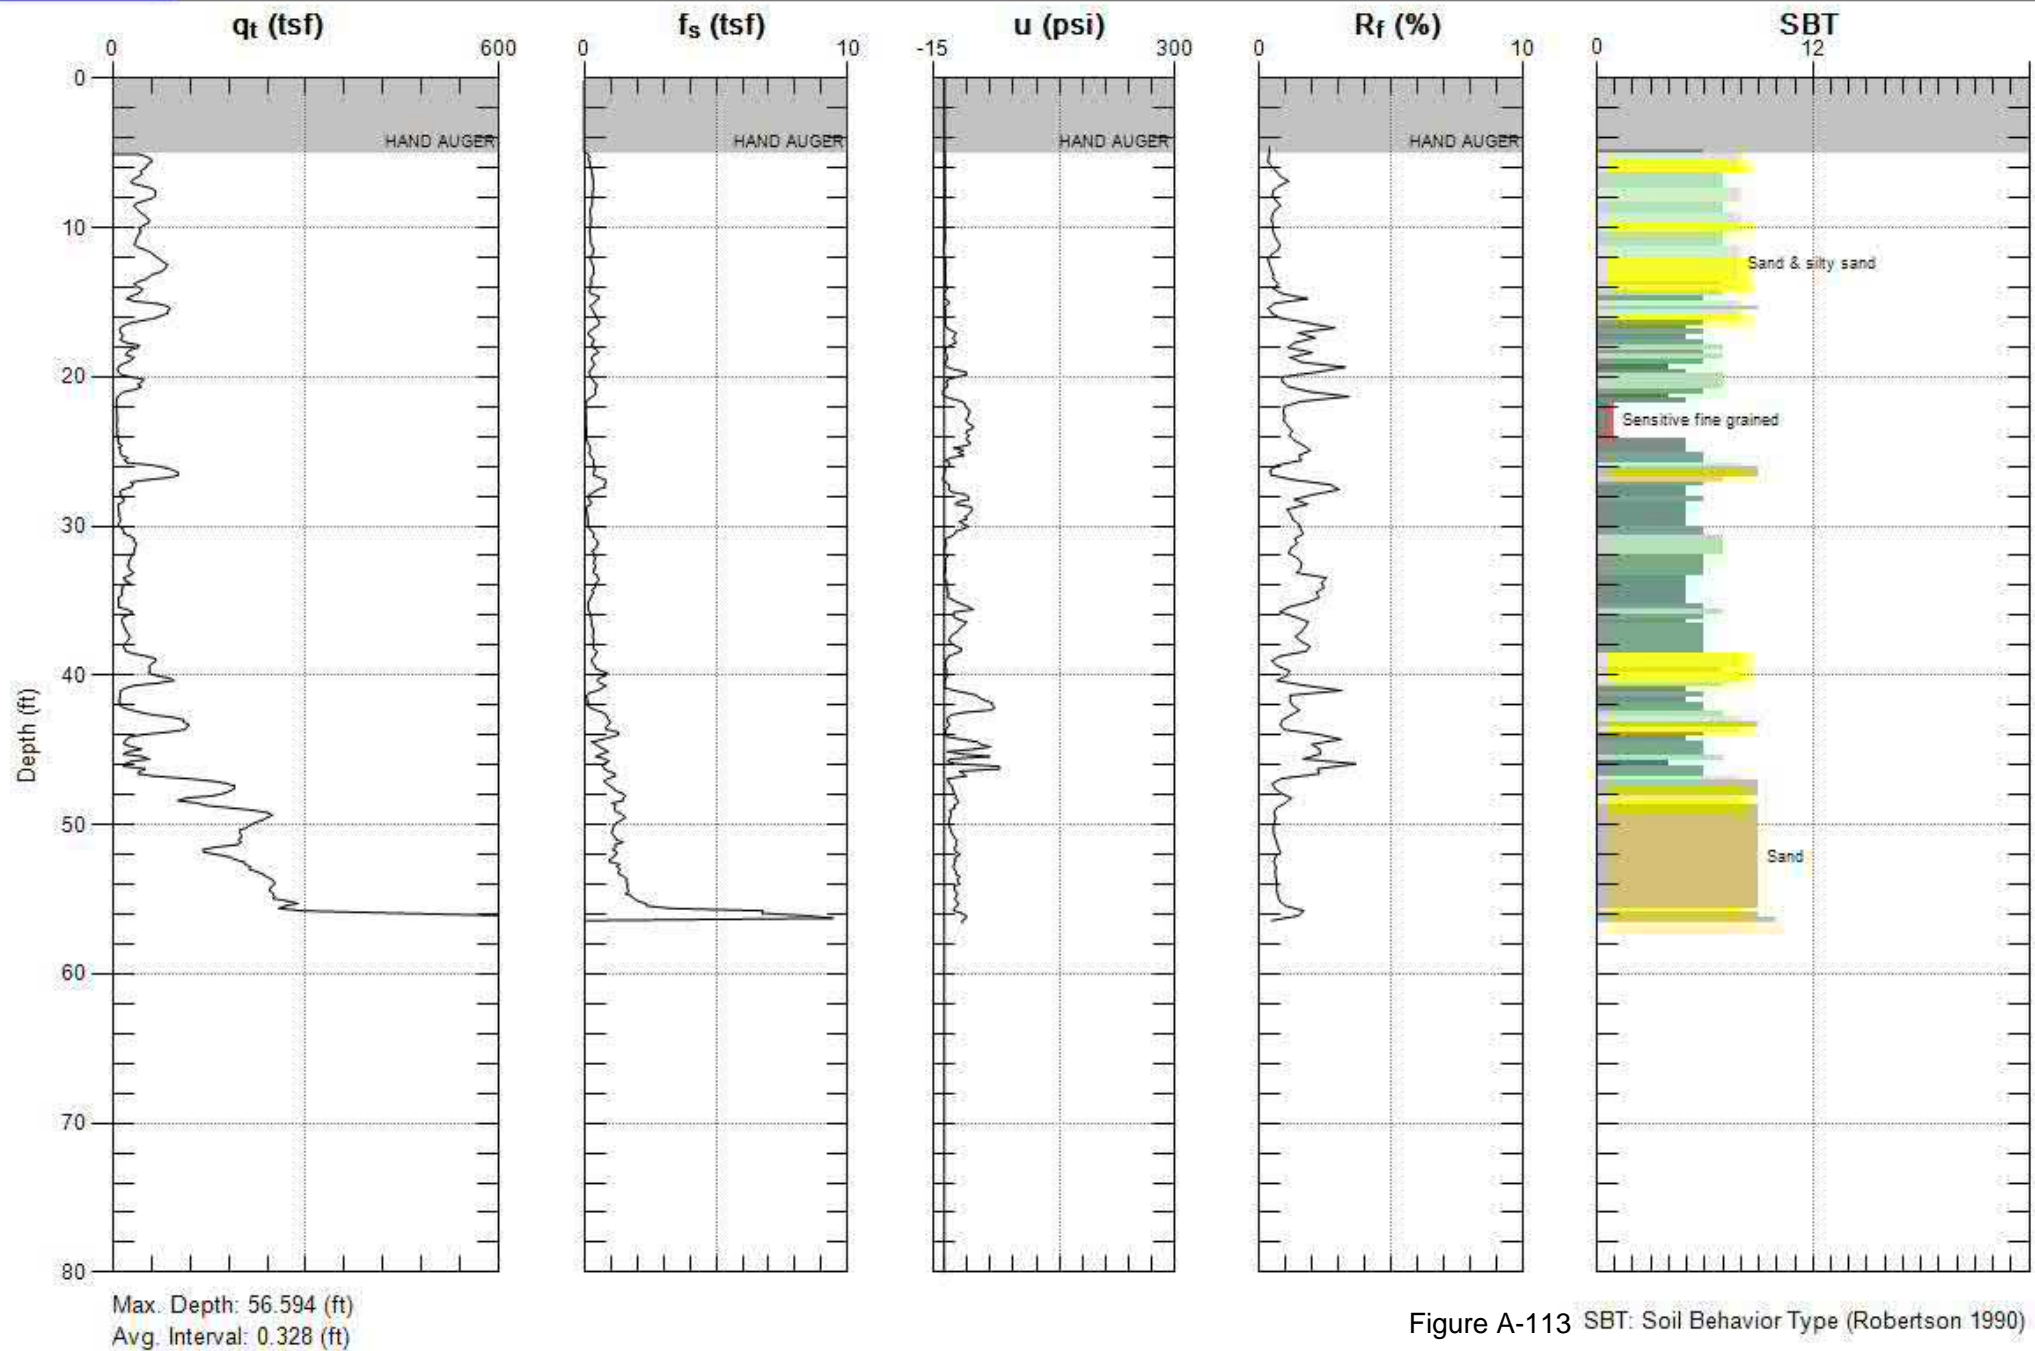 qt (tsf) fs (tsf) u (psi) Rf (%) SBT
0 600 0 10 -15 300 0 10 0 12
0
HAND AUGER HAND AUGER HAND AUGER HAND AUGER
10
Sand & silty sand
20
Sensitive fine grained
30
40
Depth (ft)
50
Sand
60
70
80
Max. Depth: 56.594 (ft)
Avg. Interval: 0.328 (ft)
Figure A-113 SBT: Soil Behavior Type (Robertson 1990)